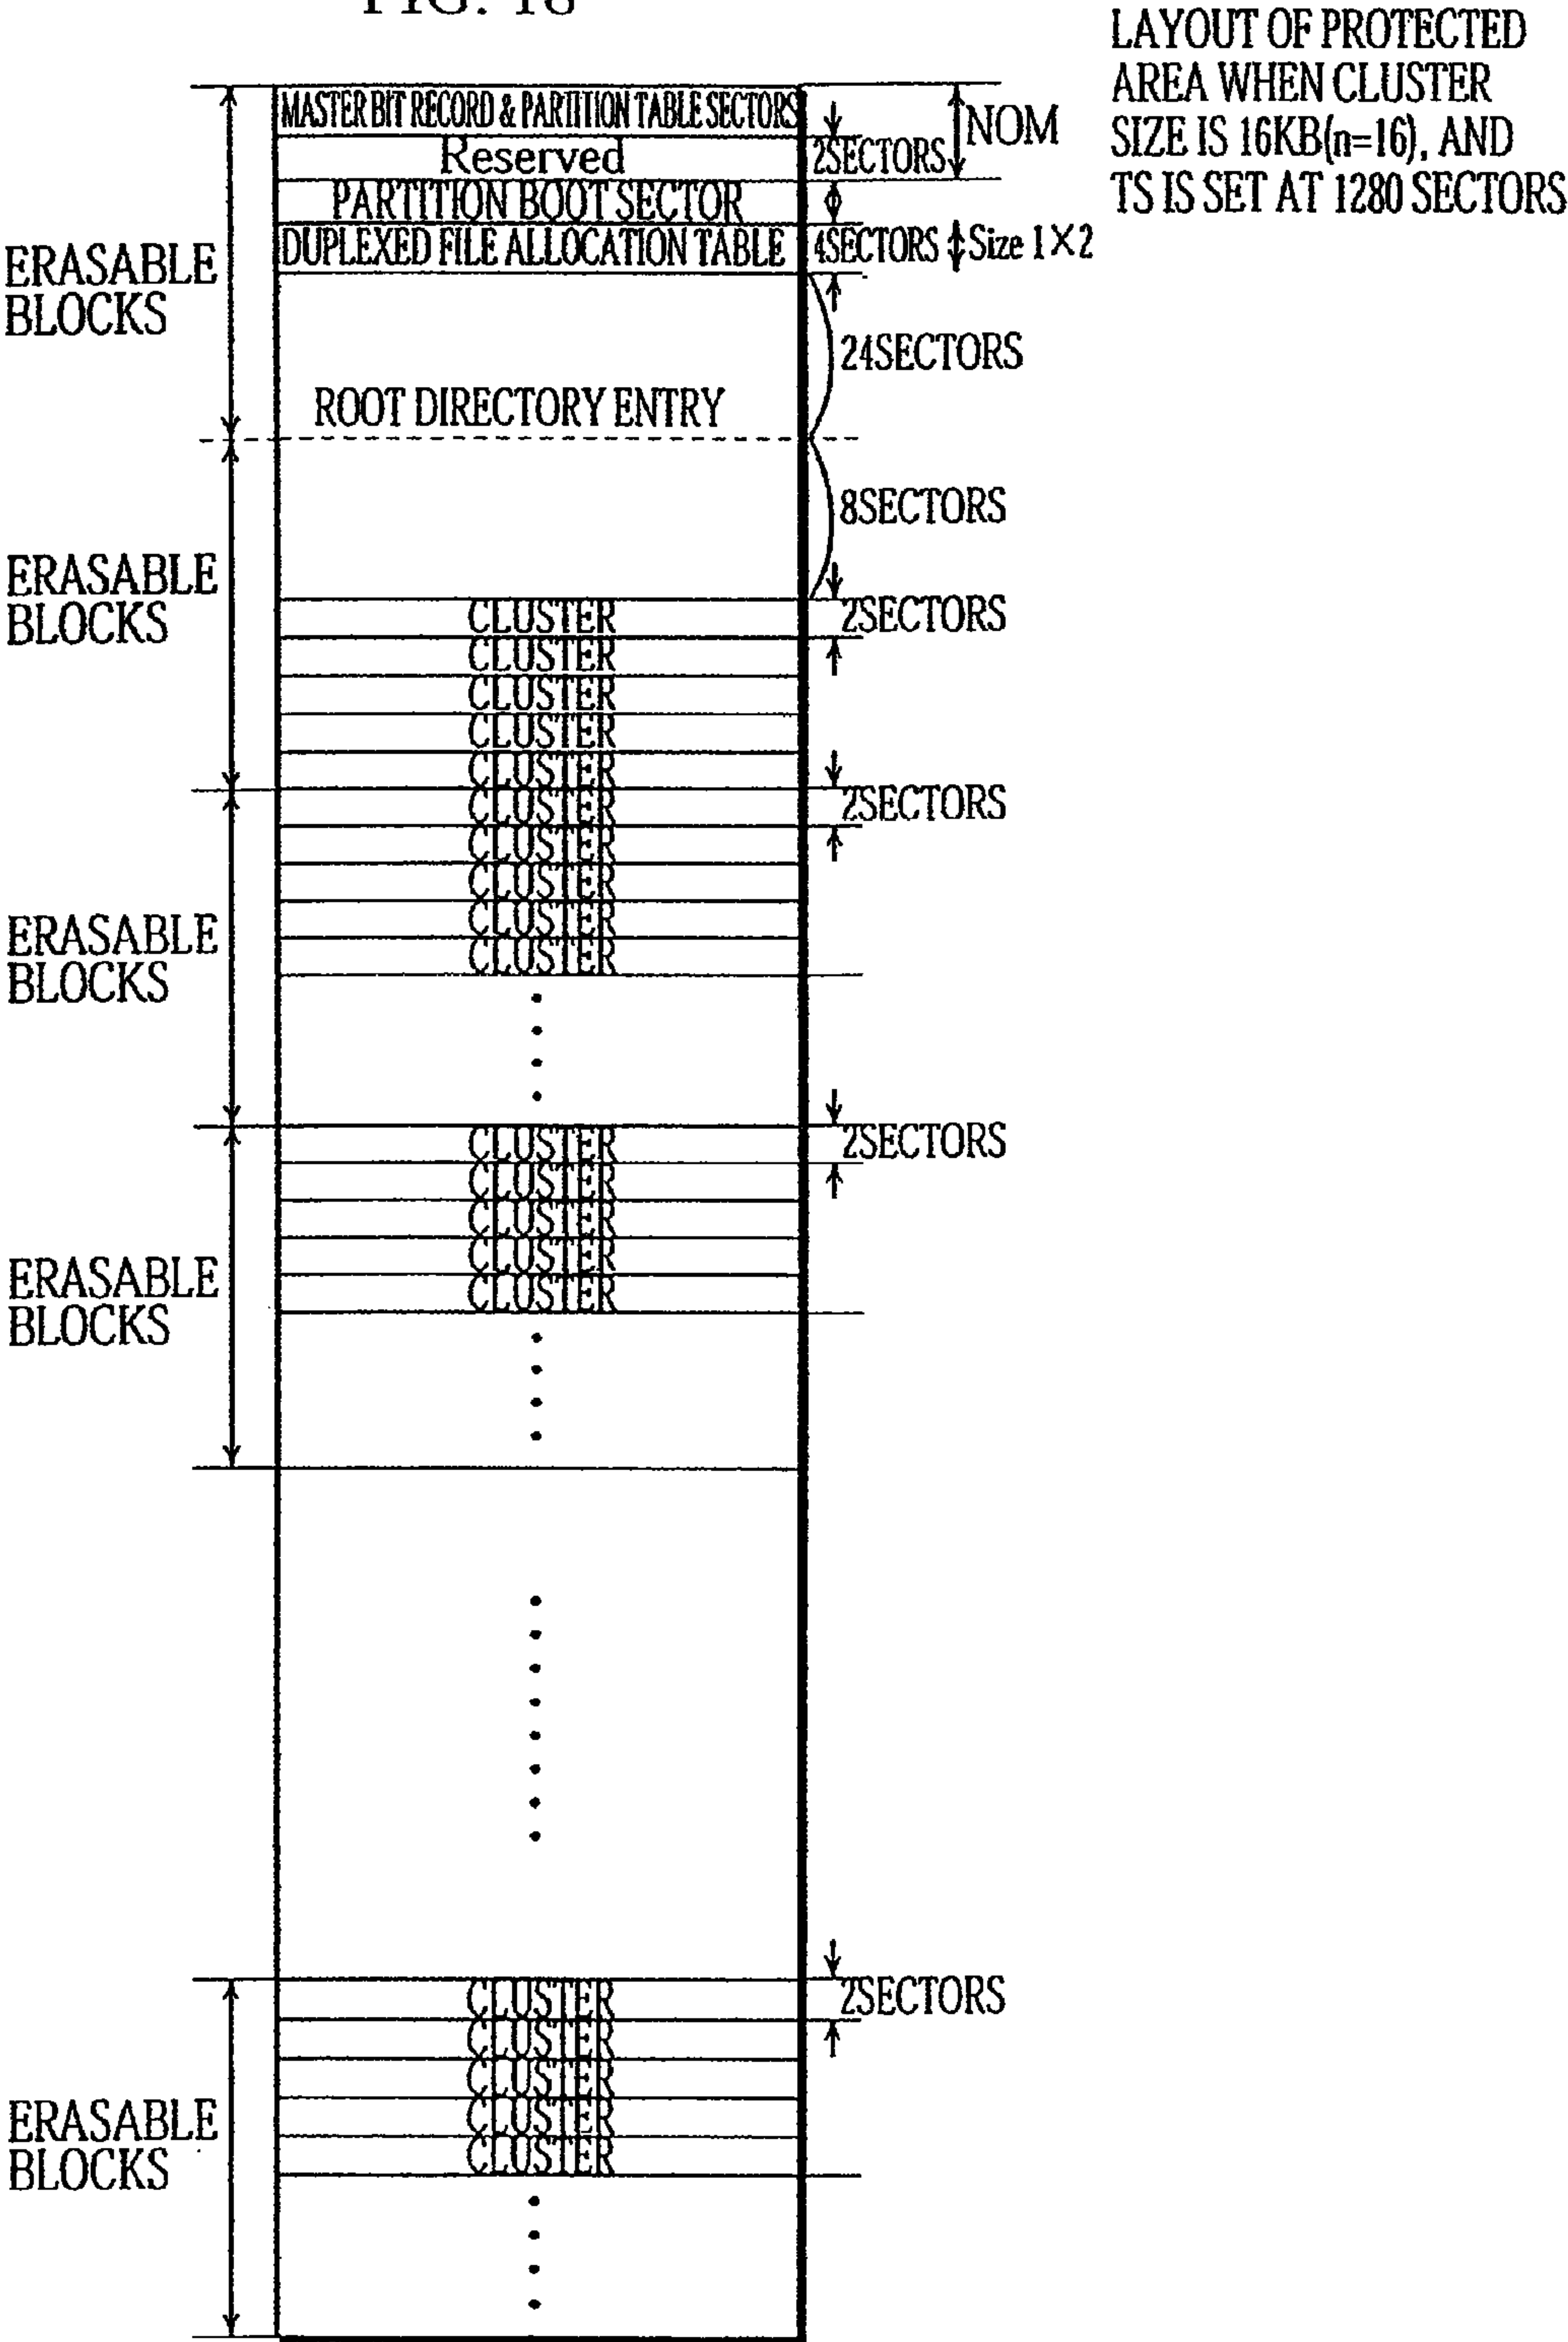 FIG. 18
LAYOUT OF PROTECTED
AREA WHEN CLUSTER
SIZE IS 16KB(n=16), AND
TS IS SET AT 1280 SECTORS
MASTER BIT RECORD & PARTITION TABLE SECTORS
NOM
Reserved
2SECTORS
PARTITION BOOT SECTOR
DUPLEXED FILE ALLOCATION TABLE
4SECTORS
Size 1×2
ERASABLE
BLOCKS
24SECTORS
ROOT DIRECTORY ENTRY
8SECTORS
ERASABLE
BLOCKS
CLUSTER
2SECTORS
CLUSTER
CLUSTER
CLUSTER
CLUSTER
CLUSTER
2SECTORS
CLUSTER
CLUSTER
CLUSTER
CLUSTER
ERASABLE
BLOCKS
CLUSTER
2SECTORS
CLUSTER
CLUSTER
CLUSTER
CLUSTER
ERASABLE
BLOCKS
CLUSTER
2SECTORS
CLUSTER
CLUSTER
CLUSTER
CLUSTER
ERASABLE
BLOCKS